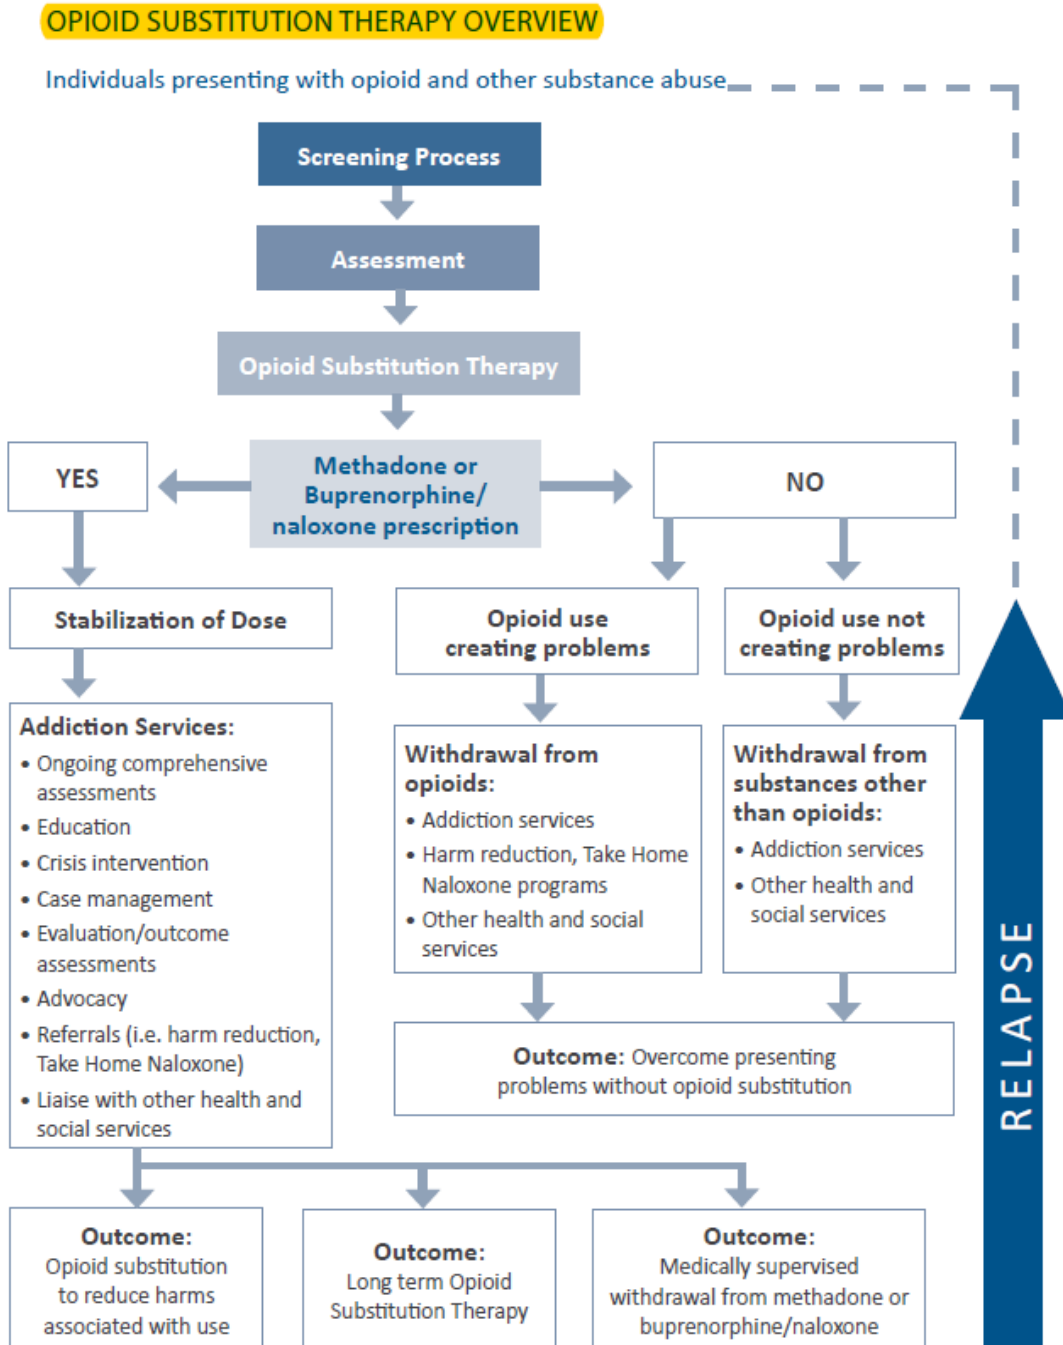 OPIOID SUBSTITUTION THERAPY OVERVIEW
Individuals presenting with opioid and other substance abuse
Screening Process
Assessment
Opioid Substitution Therapy
Methadone or
Buprenorphine/
naloxone prescription
YES
NO
Stabilization of Dose
Opioid use
creating problems
Opioid use not
creating problems
Addiction Services:
• Ongoing comprehensive
assessments
• Education
• Crisis intervention
• Case management
• Evaluation/outcome
assessments
• Advocacy
• Referrals (i.e. harm reduction,
Take Home Naloxone)
• Liaise with other health and
social services
Withdrawal from
opioids:
• Addiction services
• Harm reduction, Take Home
Naloxone programs
• Other health and social
services
Withdrawal from
substances other
than opioids:
• Addiction services
• Other health and
social services
Outcome: Overcome presenting
problems without opioid substitution
Outcome:
Opioid substitution
to reduce harms
associated with use
Outcome:
Long term Opioid
Substitution Therapy
Outcome:
Medically supervised
withdrawal from methadone or
buprenorphine/naloxone
RELAPSE